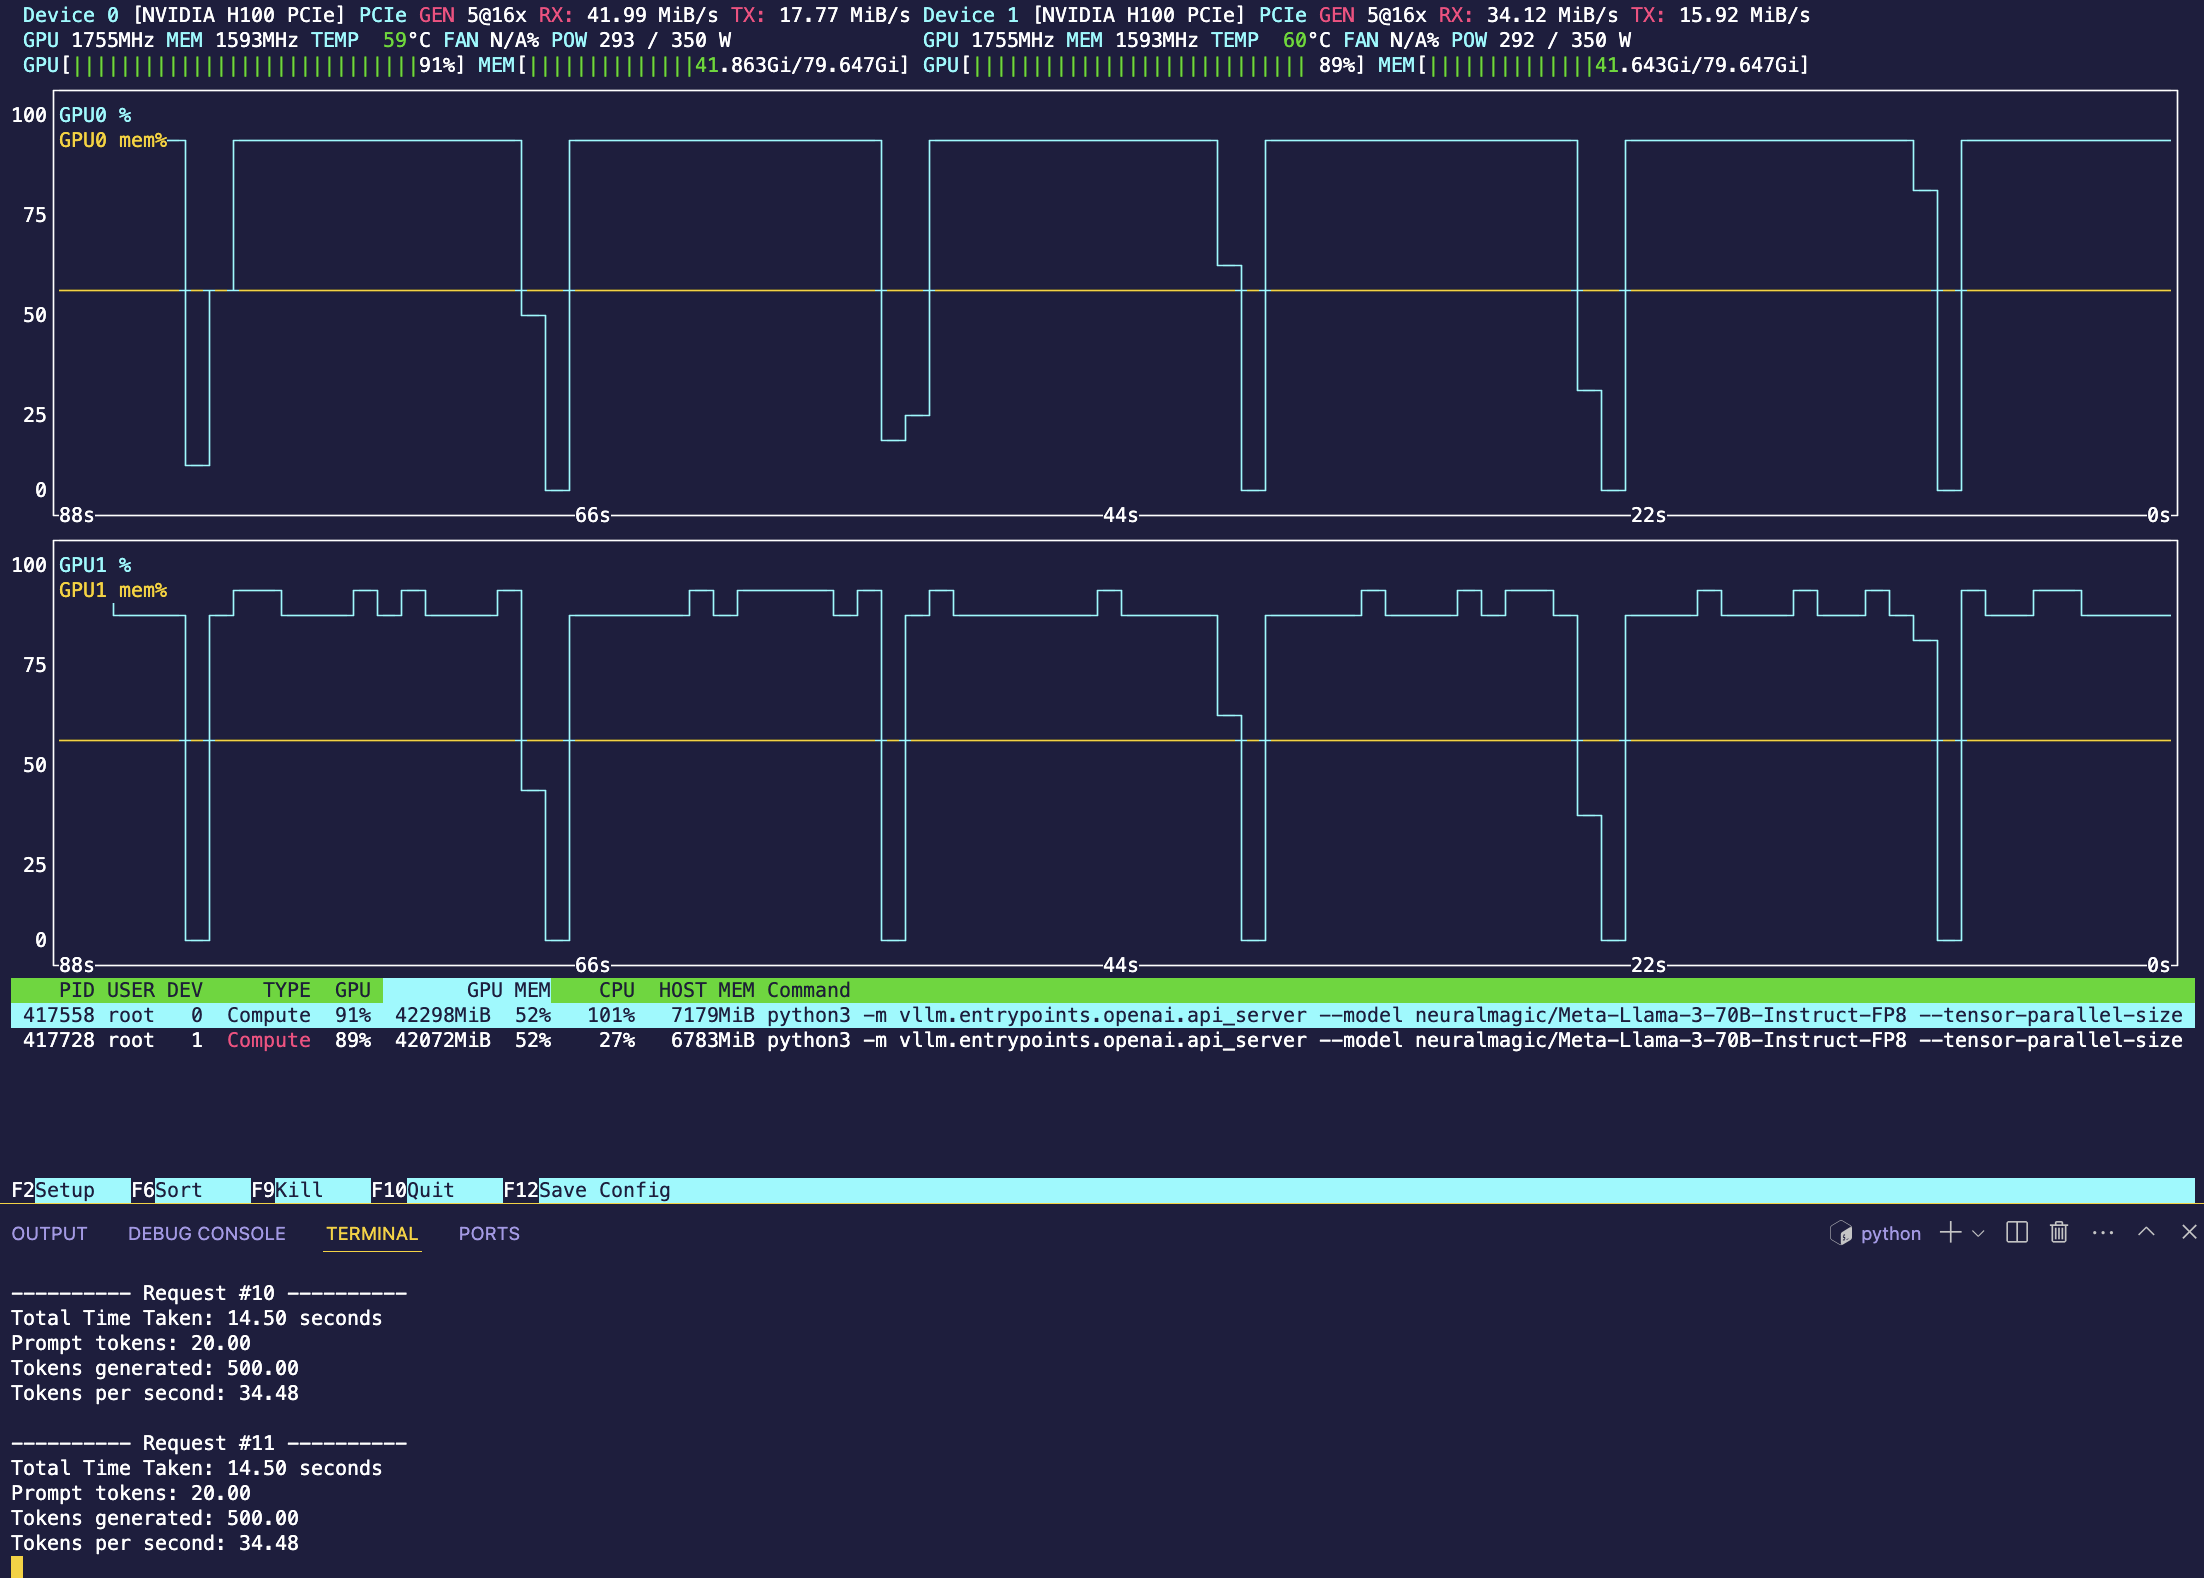 Device 0 [NVIDIA H100 PCIe] PCIe GEN 5@16x RX: 41.99 MiB/s TX: 17.77 MiB/s Device 1 [NVIDIA H100 PCIe] PCIe GEN 5@16x RX: 34.12 MiB/s TX: 15.92 MiB/s
GPU 1755MHz MEM 1593MHz TEMP 59°C FAN N/A% POW 293 / 350 W GPU 1755MHz MEM 1593MHz TEMP 60°C FAN N/A% POW 292 / 350 W
GPU[||||||||||||||||||||||||||||||91%] MEM[||||||||||||||41.863Gi/79.647Gi] GPU[|||||||||||||||||||||||||||| 89%] MEM[||||||||||||||41.643Gi/79.647Gi]
100 GPU0 %
GPU0 mem%
75
50
25
0
88s 66s 44s 22s 0s
100 GPU1 %
GPU1 mem%
75
50
25
0
88s 66s 44s 22s 0s
PID USER DEV TYPE GPU GPU MEM CPU HOST MEM Command
417558 root 0 Compute 91% 42298MiB 52% 101% 7179MiB python3 -m vllm.entrypoints.openai.api_server --model neuralmagic/Meta-Llama-3-70B-Instruct-FP8 --tensor-parallel-size
417728 root 1 Compute 89% 42072MiB 52% 27% 6783MiB python3 -m vllm.entrypoints.openai.api_server --model neuralmagic/Meta-Llama-3-70B-Instruct-FP8 --tensor-parallel-size
F2Setup F6Sort F9Kill F10Quit F12Save Config
OUTPUT DEBUG CONSOLE TERMINAL PORTS python
---------- Request #10 ----------
Total Time Taken: 14.50 seconds
Prompt tokens: 20.00
Tokens generated: 500.00
Tokens per second: 34.48
---------- Request #11 ----------
Total Time Taken: 14.50 seconds
Prompt tokens: 20.00
Tokens generated: 500.00
Tokens per second: 34.48